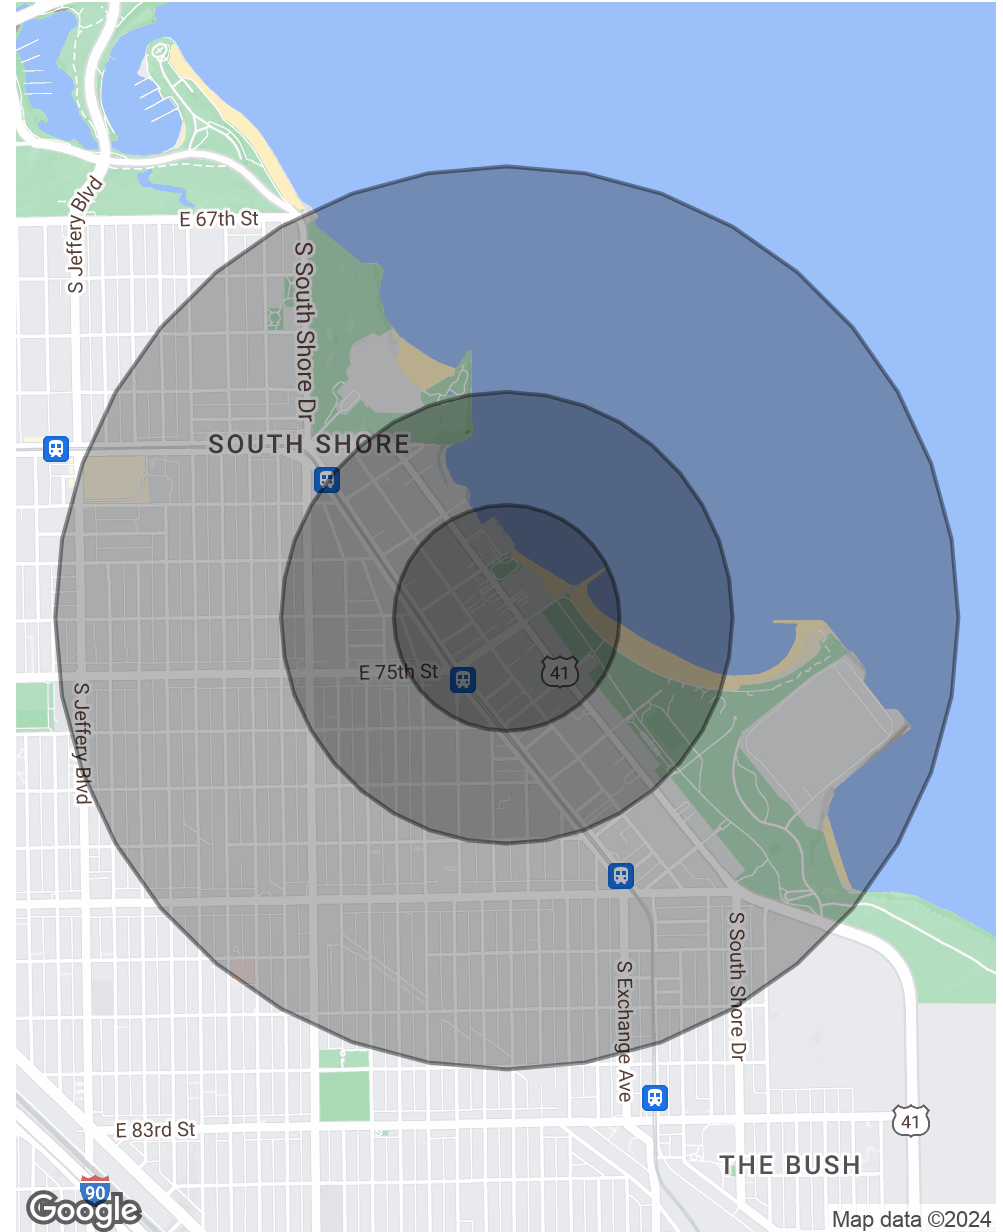 S Jeffery Blvd
E 67th St
S South Shore Dr
SOUTH SHORE
E 75th St
41
S Jeffery Blvd
S South Shore Dr
S Exchange Ave
E 83rd St
41
THE BUSH
90
Google
Map data ©2024